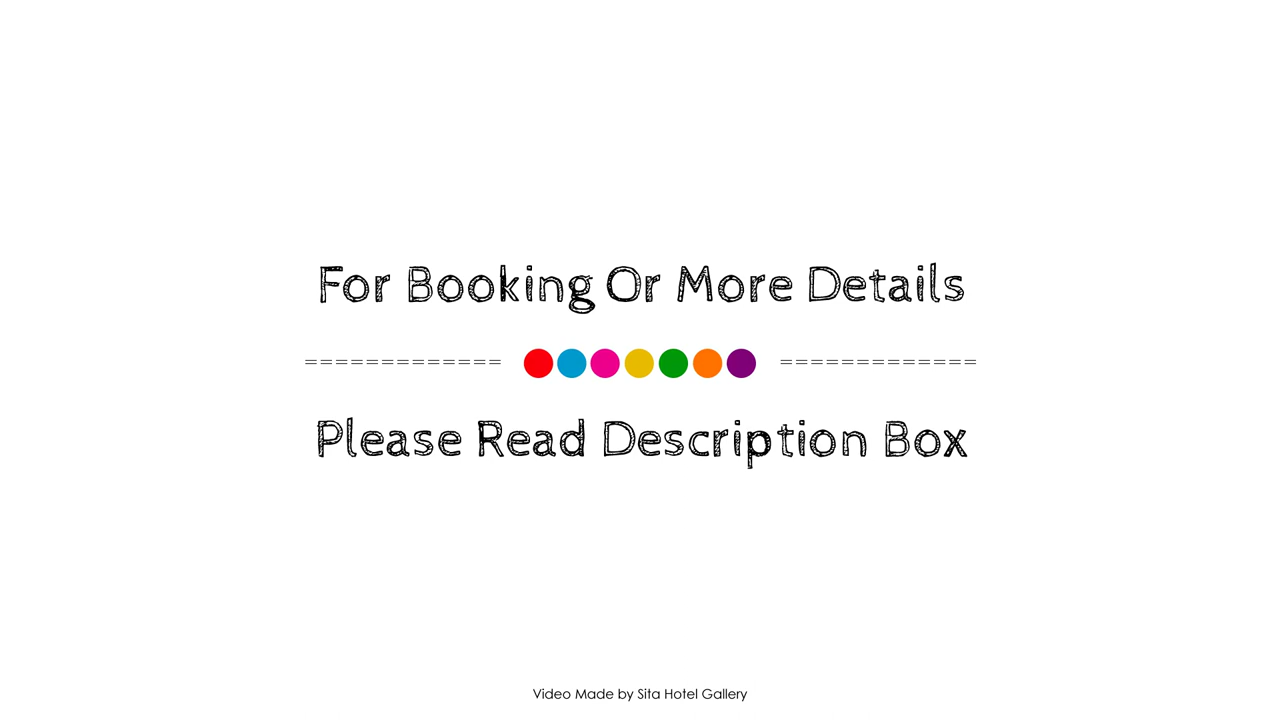 For Booking Or More Details
============= =============
Please Read Description Box
Video Made by Sita Hotel Gallery